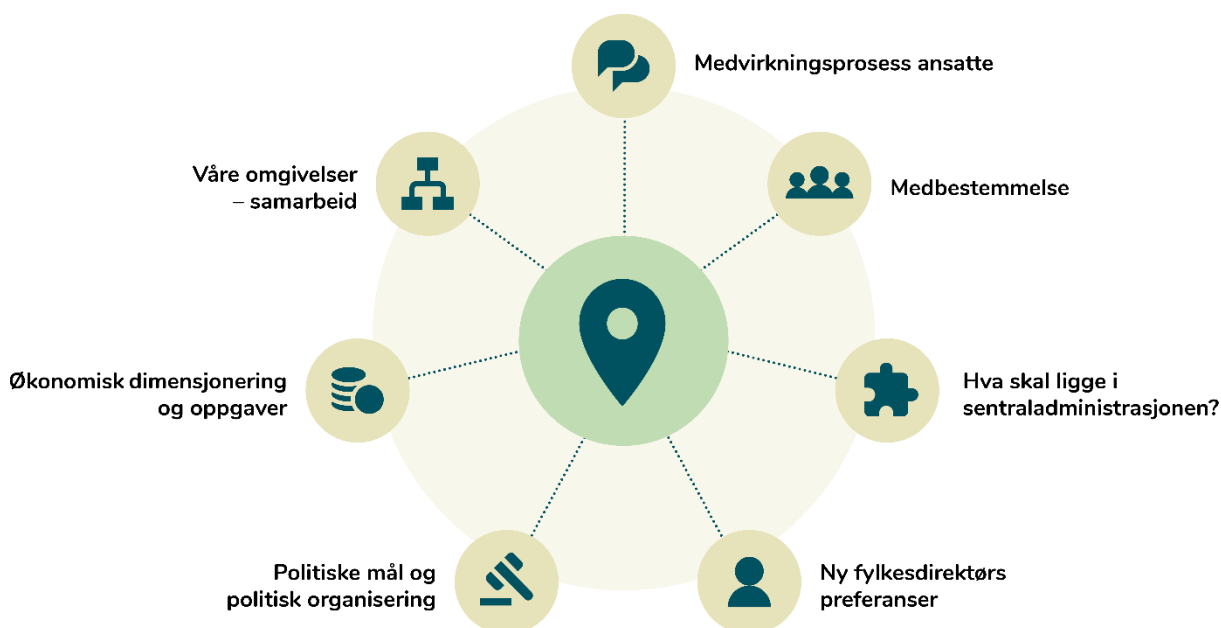 Medvirkningsprosess ansatte
Medbestemmelse
Hva skal ligge i
sentraladministrasjonen?
Ny fylkesdirektørs
preferanser
Politiske mål og
politisk organisering
Økonomisk dimensjonering
og oppgaver
Våre omgivelser
– samarbeid